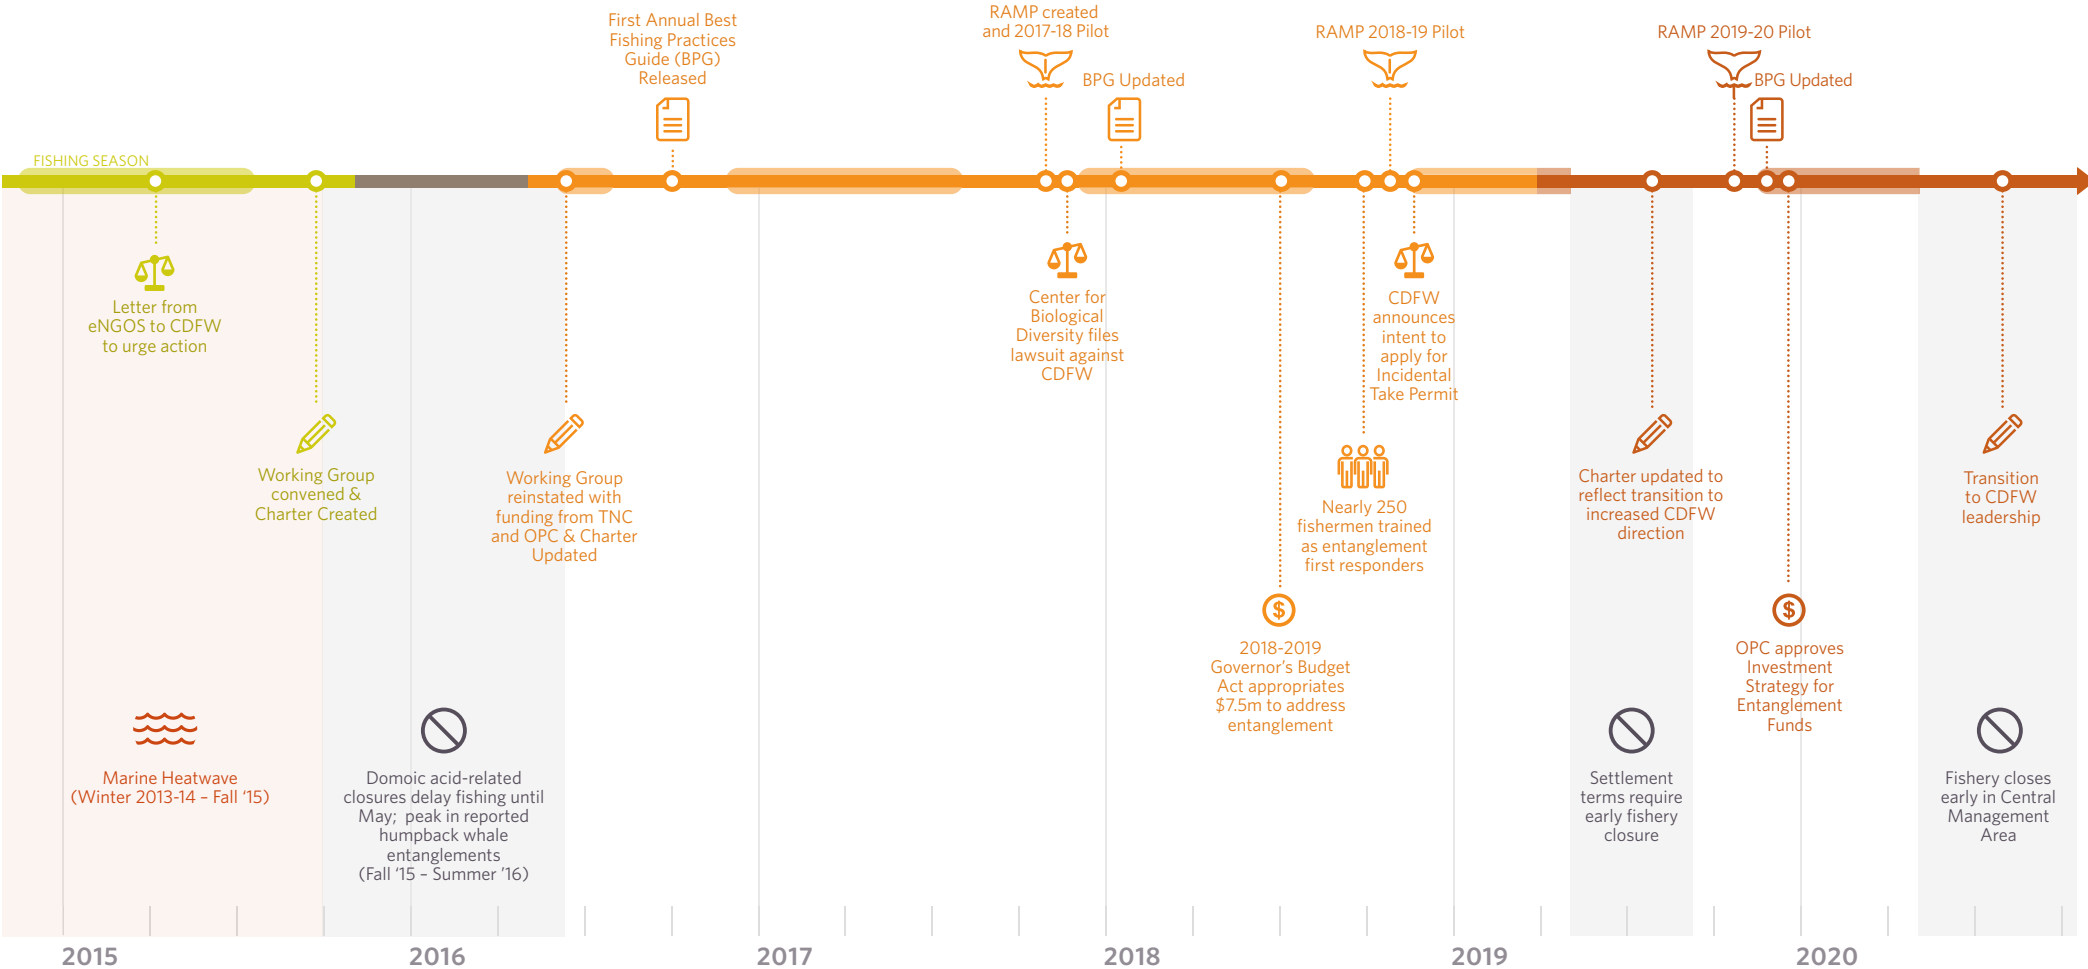 First Annual Best
Fishing Practices
Guide (BPG)
Released
RAMP created
and 2017-18 Pilot
BPG Updated
RAMP 2018-19 Pilot
RAMP 2019-20 Pilot
BPG Updated
FISHING SEASON
Letter from
eNGOS to CDFW
to urge action
Working Group
convened &
Charter Created
Working Group
reinstated with
funding from TNC
and OPC & Charter
Updated
Center for
Biological
Diversity files
lawsuit against
CDFW
CDFW
announces
intent to
apply for
Incidental
Take Permit
Nearly 250
fishermen trained
as entanglement
first responders
$
2018-2019
Governor's Budget
Act appropriates
$7.5m to address
entanglement
Charter updated to
reflect transition to
increased CDFW
direction
$
OPC approves
Investment
Strategy for
Entanglement
Funds
Transition
to CDFW
leadership
Marine Heatwave
(Winter 2013-14 – Fall '15)
Domoic acid-related
closures delay fishing until
May;  peak in reported
humpback whale
entanglements
(Fall '15 – Summer '16)
Settlement
terms require
early fishery
closure
Fishery closes
early in Central
Management
Area
2015
2016
2017
2018
2019
2020